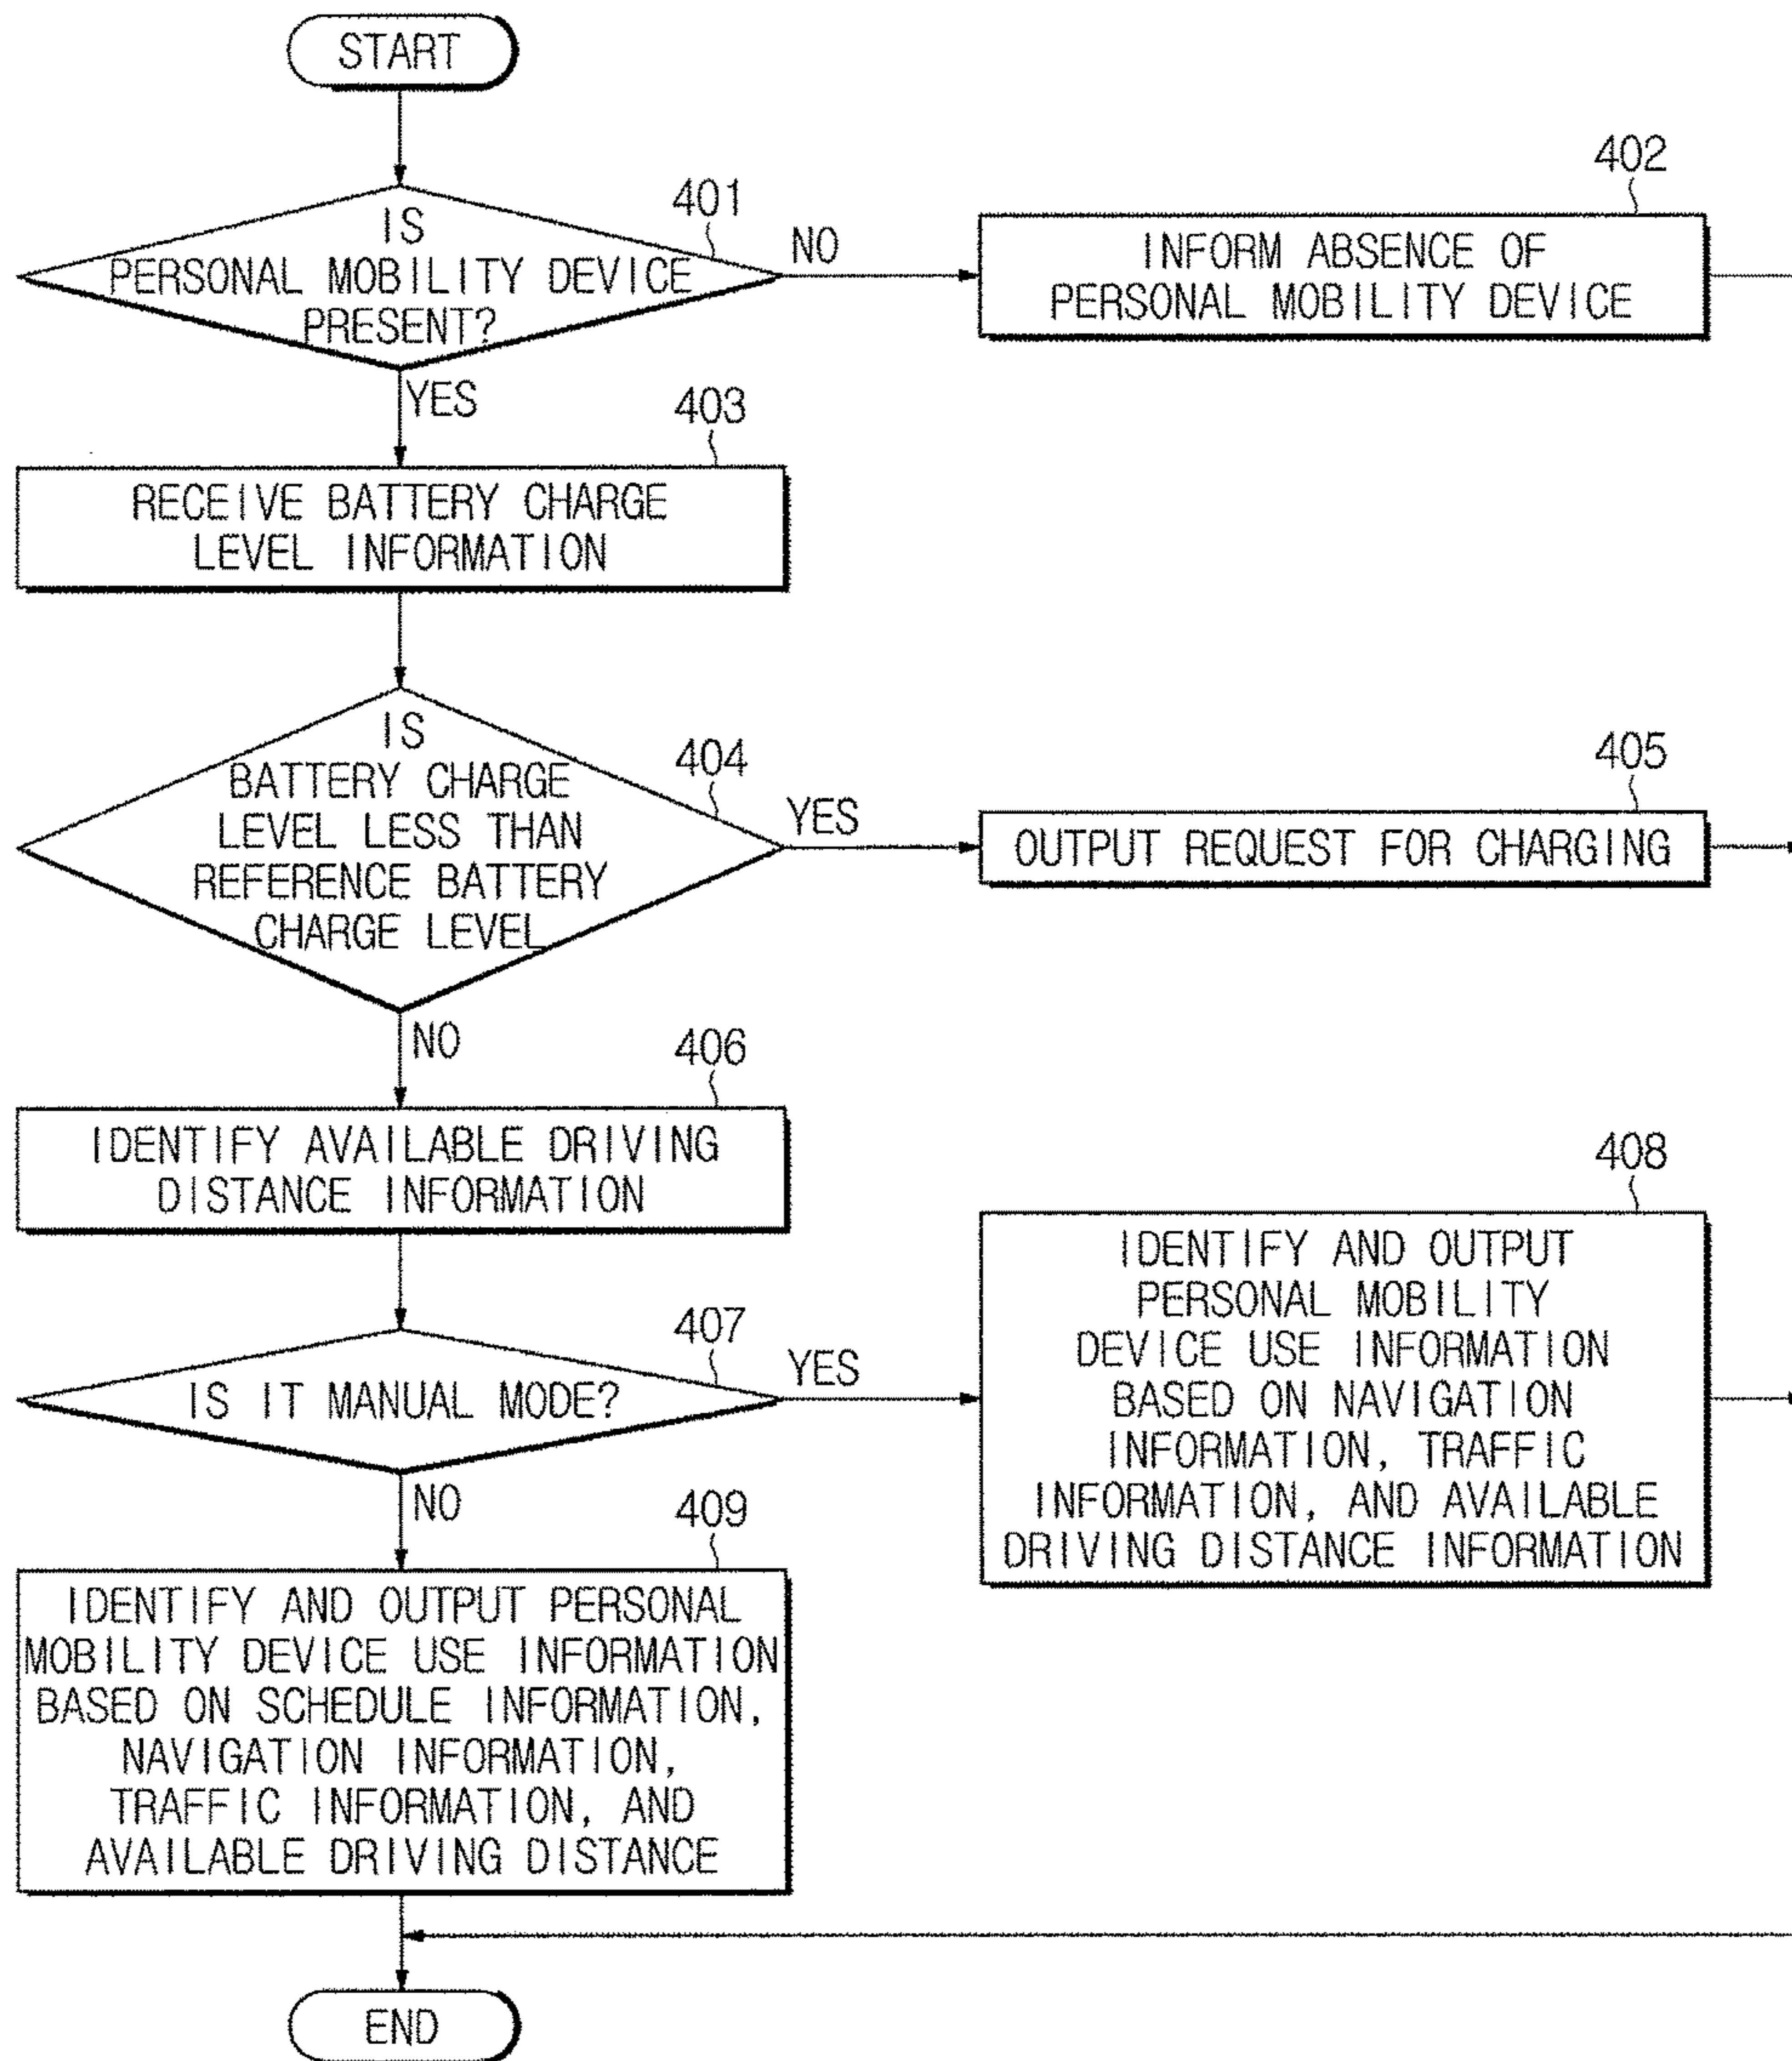 START
401
IS
PERSONAL MOBILITY DEVICE
PRESENT?
NO
402
INFORM ABSENCE OF
PERSONAL MOBILITY DEVICE
YES
403
RECEIVE BATTERY CHARGE
LEVEL INFORMATION
404
IS
BATTERY CHARGE
LEVEL LESS THAN
REFERENCE BATTERY
CHARGE LEVEL
YES
405
OUTPUT REQUEST FOR CHARGING
NO
406
IDENTIFY AVAILABLE DRIVING
DISTANCE INFORMATION
407
IS IT MANUAL MODE?
YES
408
IDENTIFY AND OUTPUT
PERSONAL MOBILITY
DEVICE USE INFORMATION
BASED ON NAVIGATION
INFORMATION, TRAFFIC
INFORMATION, AND AVAILABLE
DRIVING DISTANCE INFORMATION
NO
409
IDENTIFY AND OUTPUT PERSONAL
MOBILITY DEVICE USE INFORMATION
BASED ON SCHEDULE INFORMATION,
NAVIGATION INFORMATION,
TRAFFIC INFORMATION, AND
AVAILABLE DRIVING DISTANCE
END